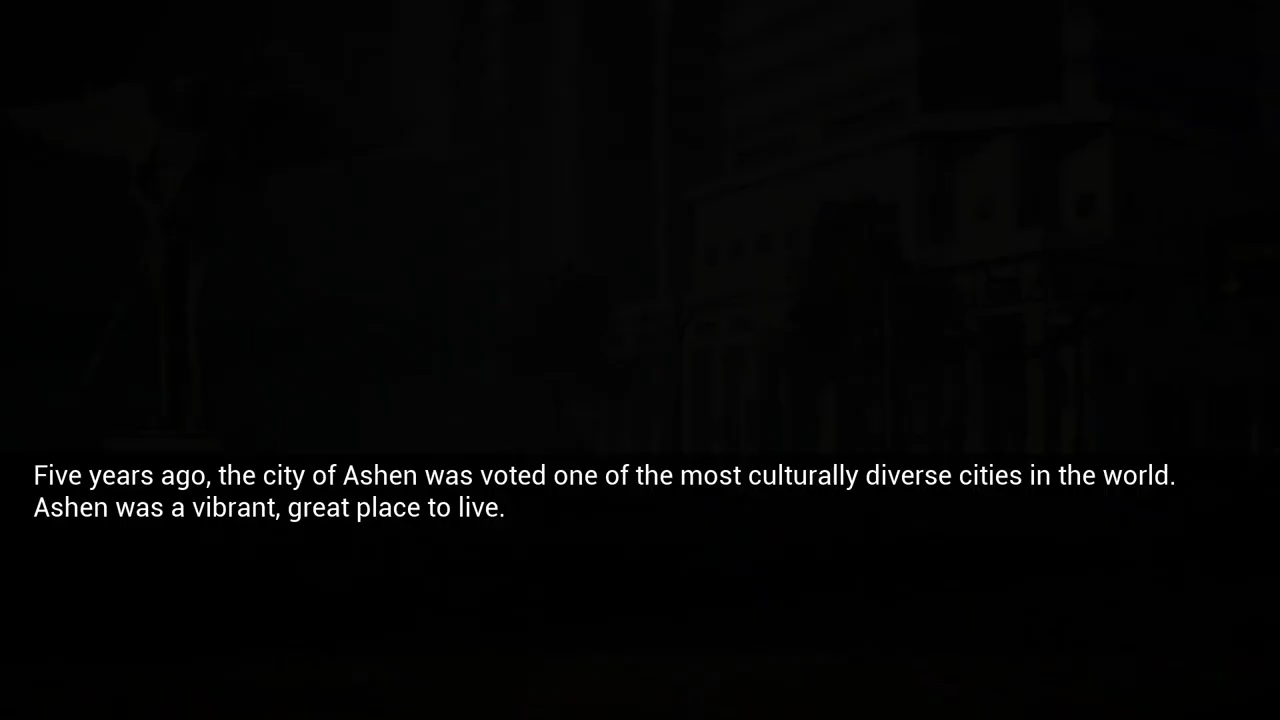 Five years ago, the city of Ashen was voted one of the most culturally diverse cities in the world.
Ashen was a vibrant, great place to live.